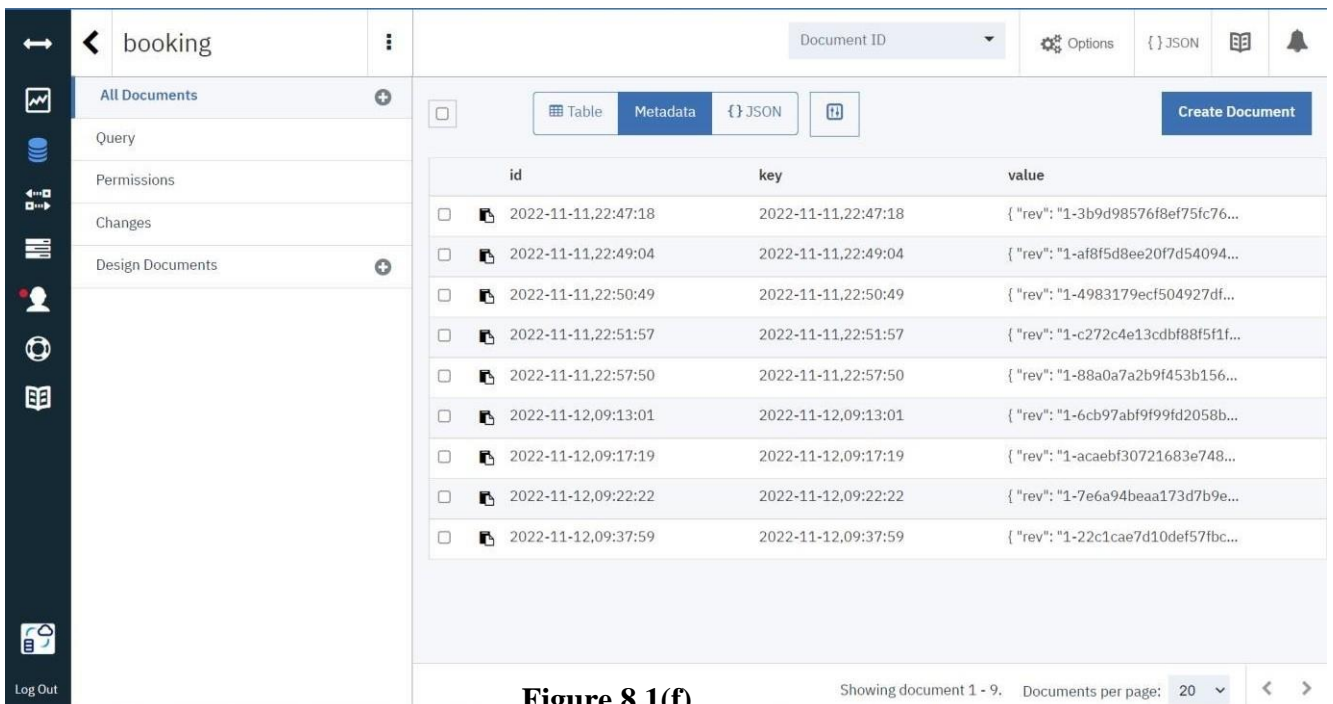 booking
Document ID
Options
{ } JSON
All Documents
Query
Permissions
Changes
Design Documents
Log Out
Table Metadata {} JSON
Create Document
id key value
2022-11-11,22:47:18 2022-11-11,22:47:18 { "rev": "1-3b9d98576f8ef75fc76...
2022-11-11,22:49:04 2022-11-11,22:49:04 { "rev": "1-af8f5d8ee20f7d54094...
2022-11-11,22:50:49 2022-11-11,22:50:49 { "rev": "1-4983179ecf504927df...
2022-11-11,22:51:57 2022-11-11,22:51:57 { "rev": "1-c272c4e13cdbf88f5f1f...
2022-11-11,22:57:50 2022-11-11,22:57:50 { "rev": "1-88a0a7a2b9f453b156...
2022-11-12,09:13:01 2022-11-12,09:13:01 { "rev": "1-6cb97abf9f99fd2058b...
2022-11-12,09:17:19 2022-11-12,09:17:19 { "rev": "1-acaebf30721683e748...
2022-11-12,09:22:22 2022-11-12,09:22:22 { "rev": "1-7e6a94beaa173d7b9e...
2022-11-12,09:37:59 2022-11-12,09:37:59 { "rev": "1-22c1cae7d10def57fbc...
Figure 8.1(f)
Showing document 1 - 9. Documents per page: 20